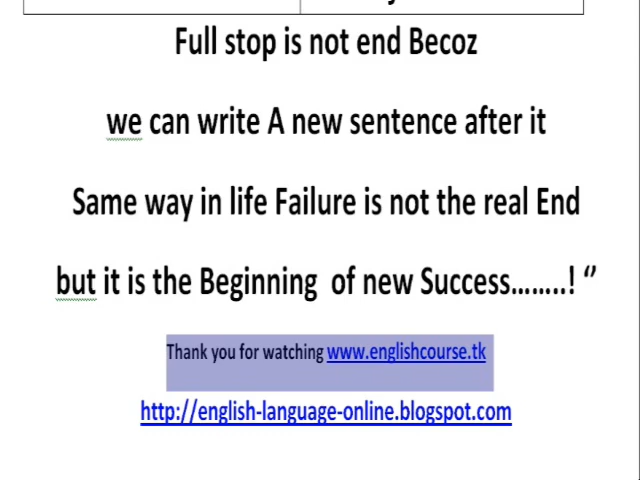 Full stop is not end Becoz
we can write A new sentence after it
Same way in life Failure is not the real End
but it is the Beginning of new Success........! ”
Thank you for watching www.englishcourse.tk
http://english-language-online.blogspot.com